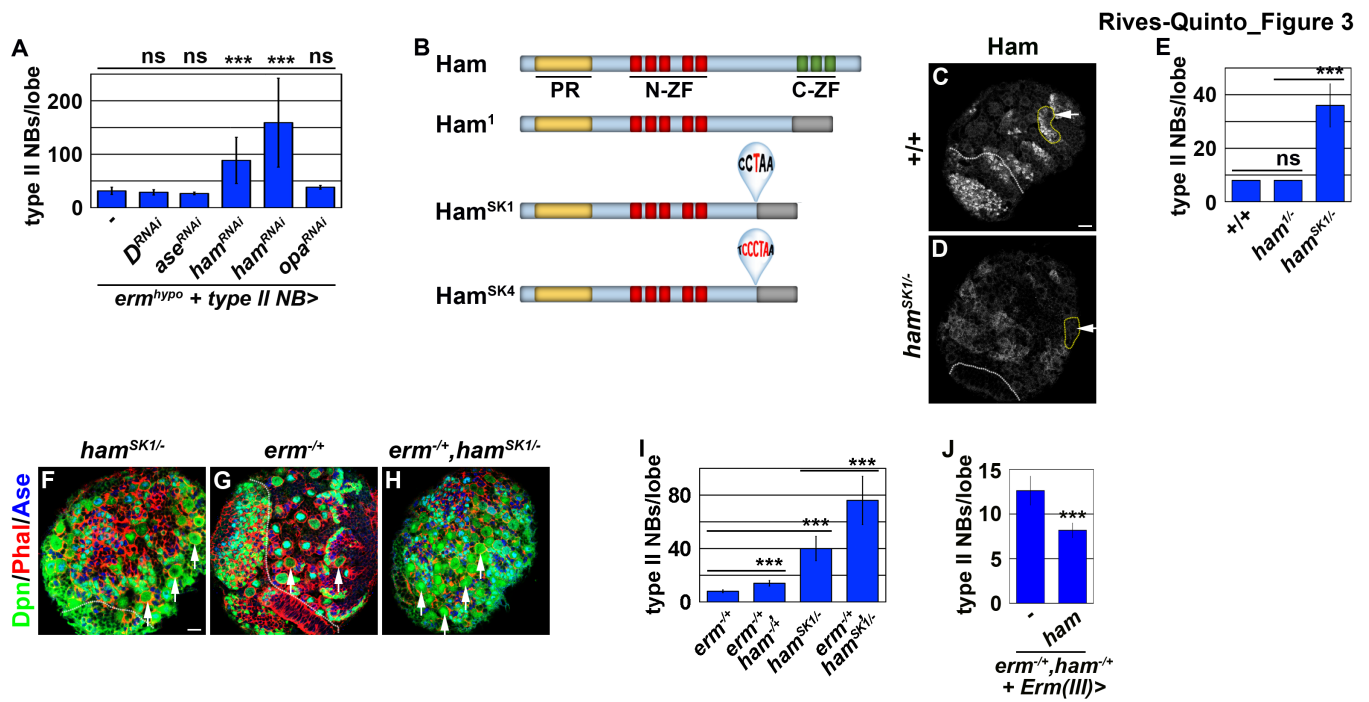 Rives-Quinto_Figure 3
A
ns ns *** *** ns
type II NBs/lobe
200
100
0
-
D^RNAi
ase^RNAi
ham^RNAi
ham^RNAi
opa^RNAi
erm^hypo + type II NB>
B
Ham
PR N-ZF C-ZF
Ham^1
CCTAA
Ham^SK1
TCCCTAA
Ham^SK4
Ham
C
+/+
D
ham^SK1/-
E
***
ns
type II NBs/lobe
40
20
0
+/+
ham^1/-
ham^SK1/-
Dpn/Phal/Ase
ham^SK1/-
F
erm^-/+
G
erm^-/+,ham^SK1/-
H
I
***
***
***
type II NBs/lobe
80
40
0
erm^-/+
erm^-/+
ham^-/+
ham^SK1/-
erm^-/+
ham^SK1/-
J
***
type II NBs/lobe
15
10
5
0
-
ham
erm^-/+,ham^-/+
+ Erm(III)>